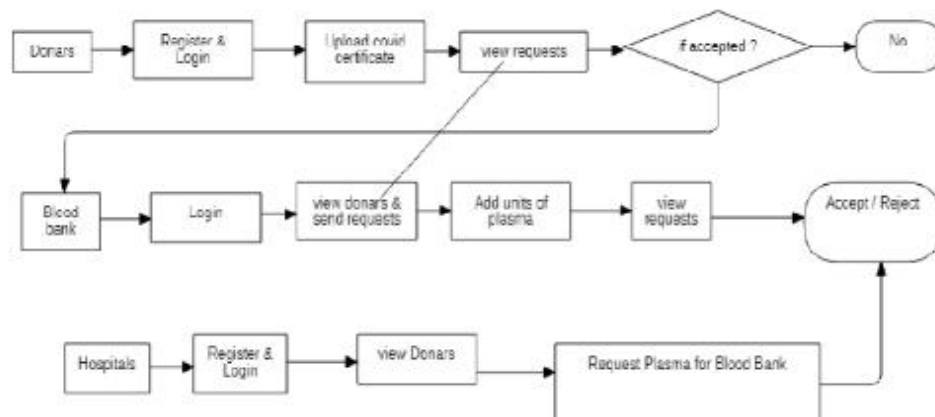 Donars
Register &
Login
Upload covid
certificate
view requests
if accepted ?
No
Blood
bank
Login
view donars &
send requests
Add units of
plasma
view
requests
Accept / Reject
Hospitals
Register &
Login
view Donars
Request Plasma for Blood Bank